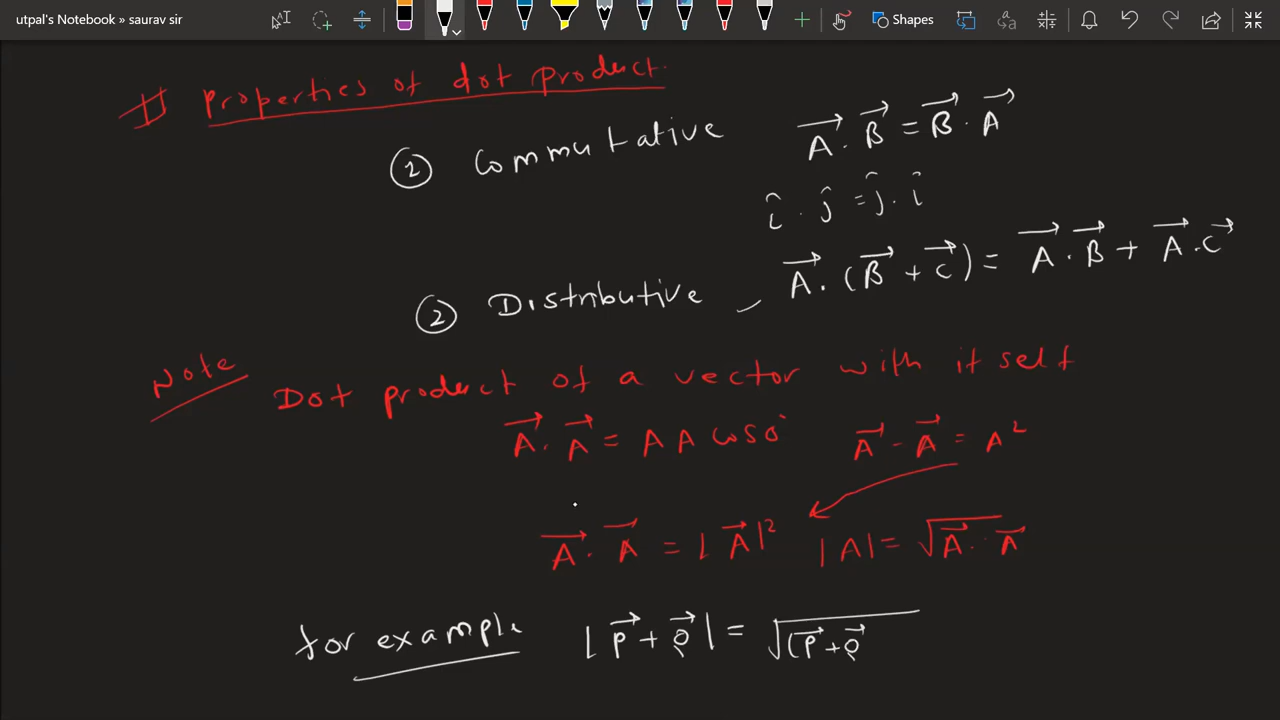 utpal's Notebook » saurav sir
Shapes
Properties of dot product.
② Commutative A⃗ . B⃗ = B⃗ . A⃗
î . ĵ = ĵ . î
② Distributive A⃗ . (B⃗ + C⃗) = A⃗ . B⃗ + A⃗ . C⃗
Note
Dot product of a vector with it self
A⃗ . A⃗ = A A cos0° A⃗ - A⃗ = A²
A⃗ . A⃗ = |A⃗|² |A| = √A⃗ . A⃗
for example |P⃗ + Q⃗| = √(P⃗ + Q⃗